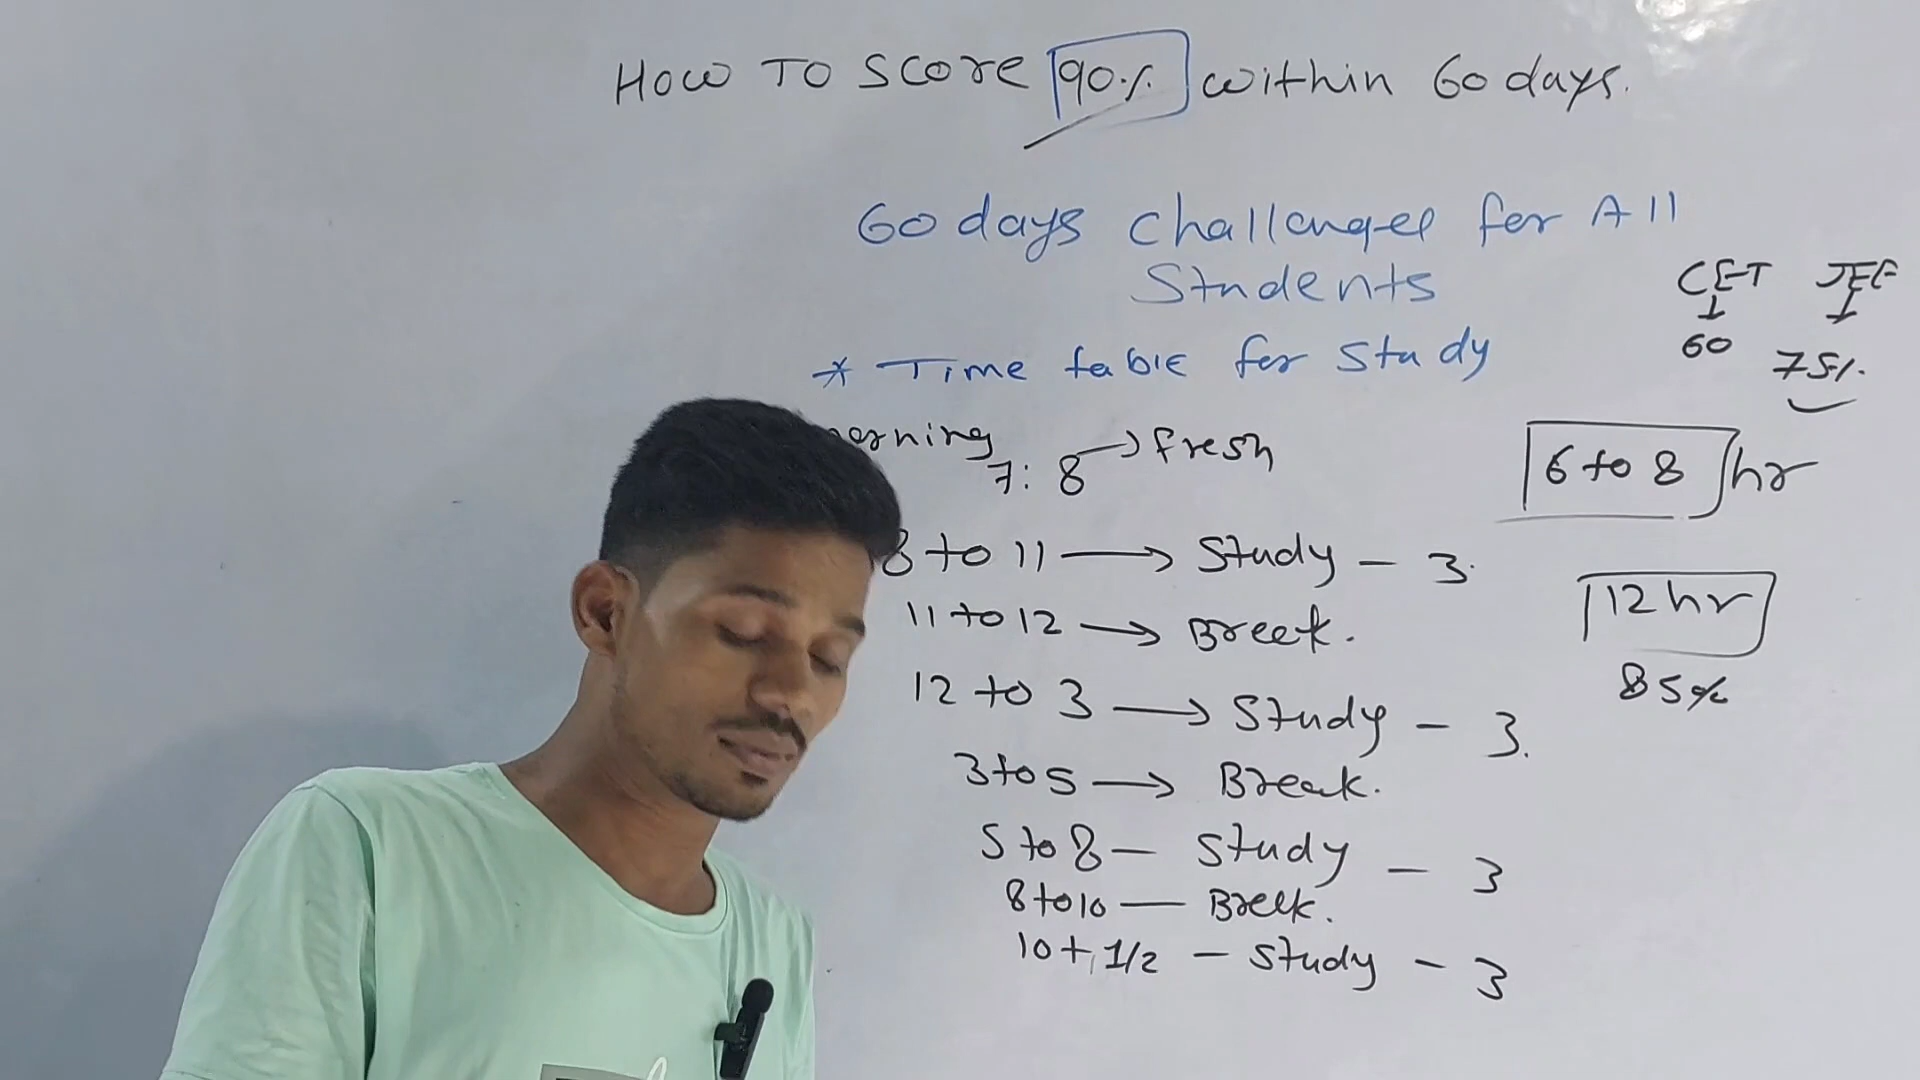 HOW TO SCORE 90% within 60 days.
60 days challenges for All
Students
CET JEE
60 75%.
* Time table for Study
morning
7: 8 → fresh
6 to 8 hr
8 to 11 → Study - 3.
12 hr
11 to 12 → Breek.
85%
12 to 3 → Study - 3.
3 to 5 → Break.
5 to 8 - Study - 3
8 to 10 - Breek.
10 t 1/2 - Study - 3